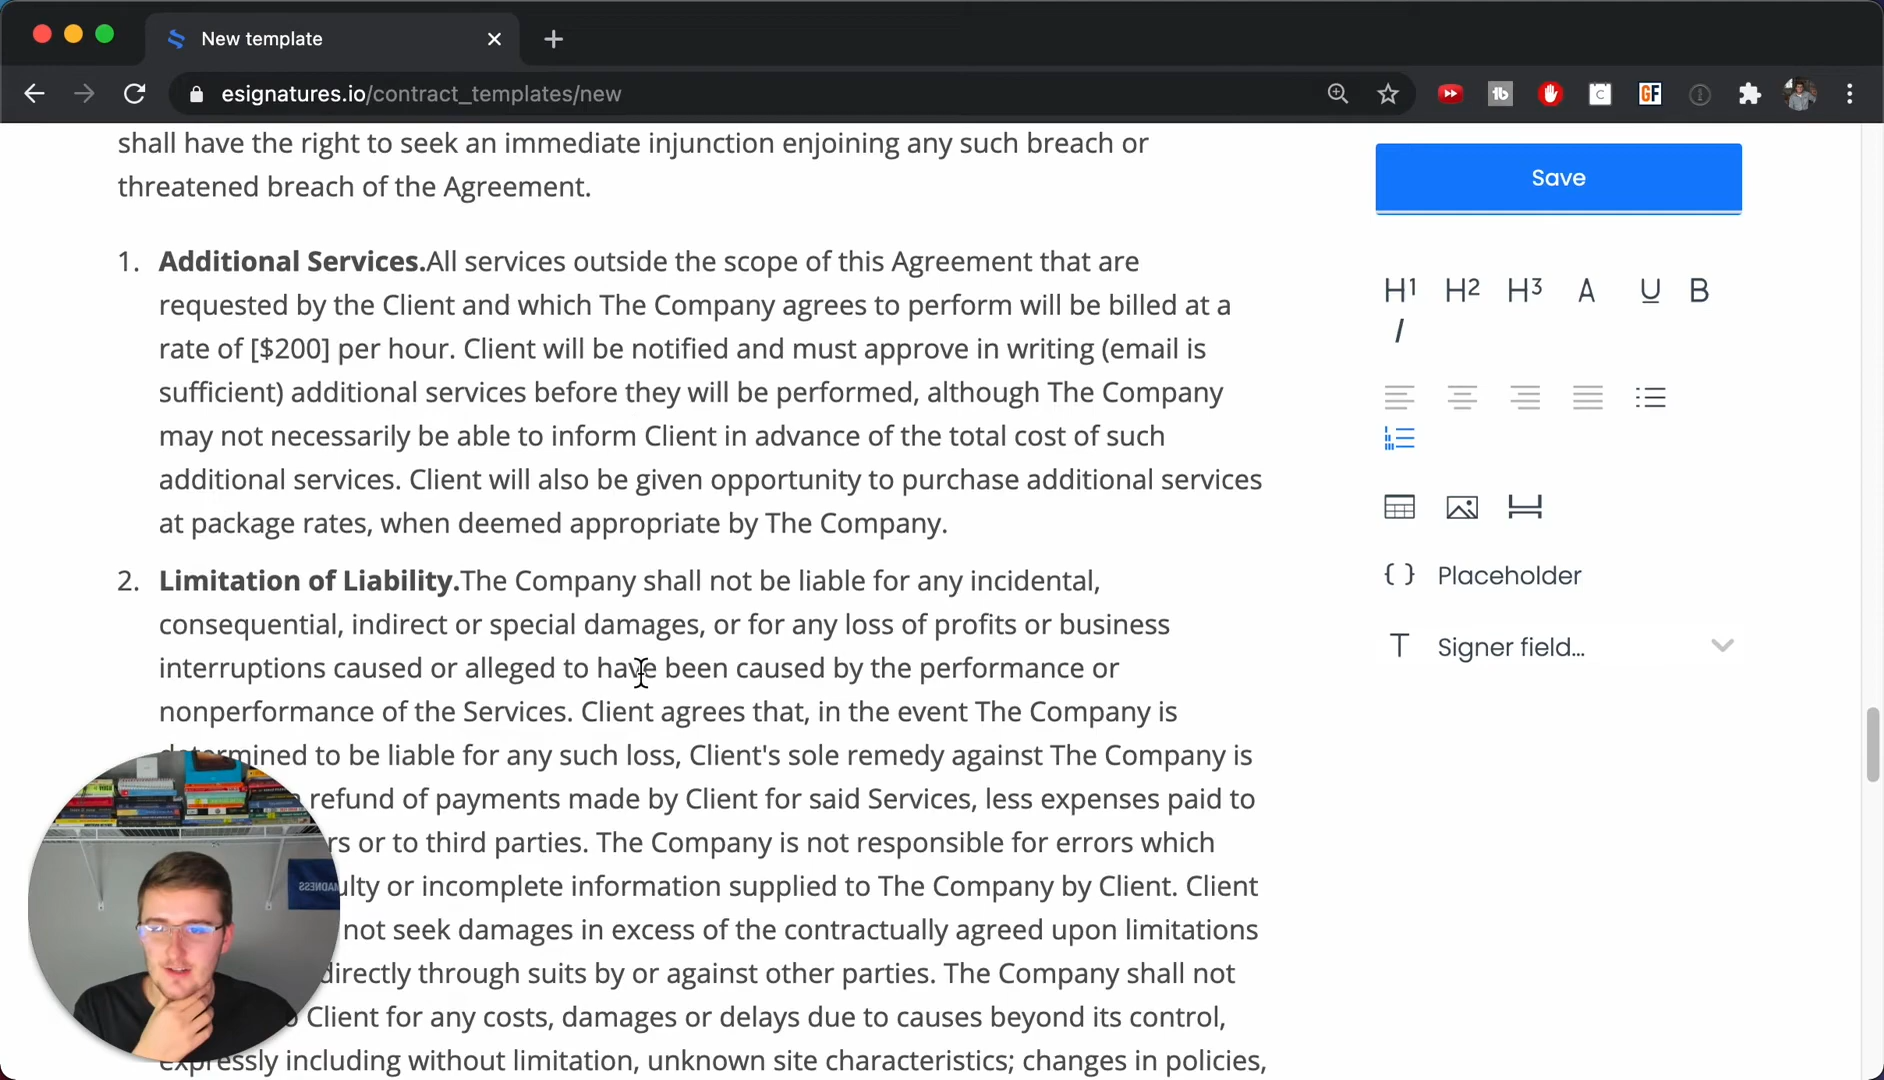 New template
esignatures.io/contract_templates/new
shall have the right to seek an immediate injunction enjoining any such breach or
threatened breach of the Agreement.
Save
1. Additional Services.All services outside the scope of this Agreement that are
requested by the Client and which The Company agrees to perform will be billed at a
rate of [$200] per hour. Client will be notified and must approve in writing (email is
sufficient) additional services before they will be performed, although The Company
may not necessarily be able to inform Client in advance of the total cost of such
additional services. Client will also be given opportunity to purchase additional services
at package rates, when deemed appropriate by The Company.
H1 H2 H3 A U B
I
{ } Placeholder
T Signer field...
2. Limitation of Liability.The Company shall not be liable for any incidental,
consequential, indirect or special damages, or for any loss of profits or business
interruptions caused or alleged to have been caused by the performance or
nonperformance of the Services. Client agrees that, in the event The Company is
determined to be liable for any such loss, Client's sole remedy against The Company is
refund of payments made by Client for said Services, less expenses paid to
rs or to third parties. The Company is not responsible for errors which
ulty or incomplete information supplied to The Company by Client. Client
not seek damages in excess of the contractually agreed upon limitations
directly through suits by or against other parties. The Company shall not
Client for any costs, damages or delays due to causes beyond its control,
expressly including without limitation, unknown site characteristics; changes in policies,
MADNESS